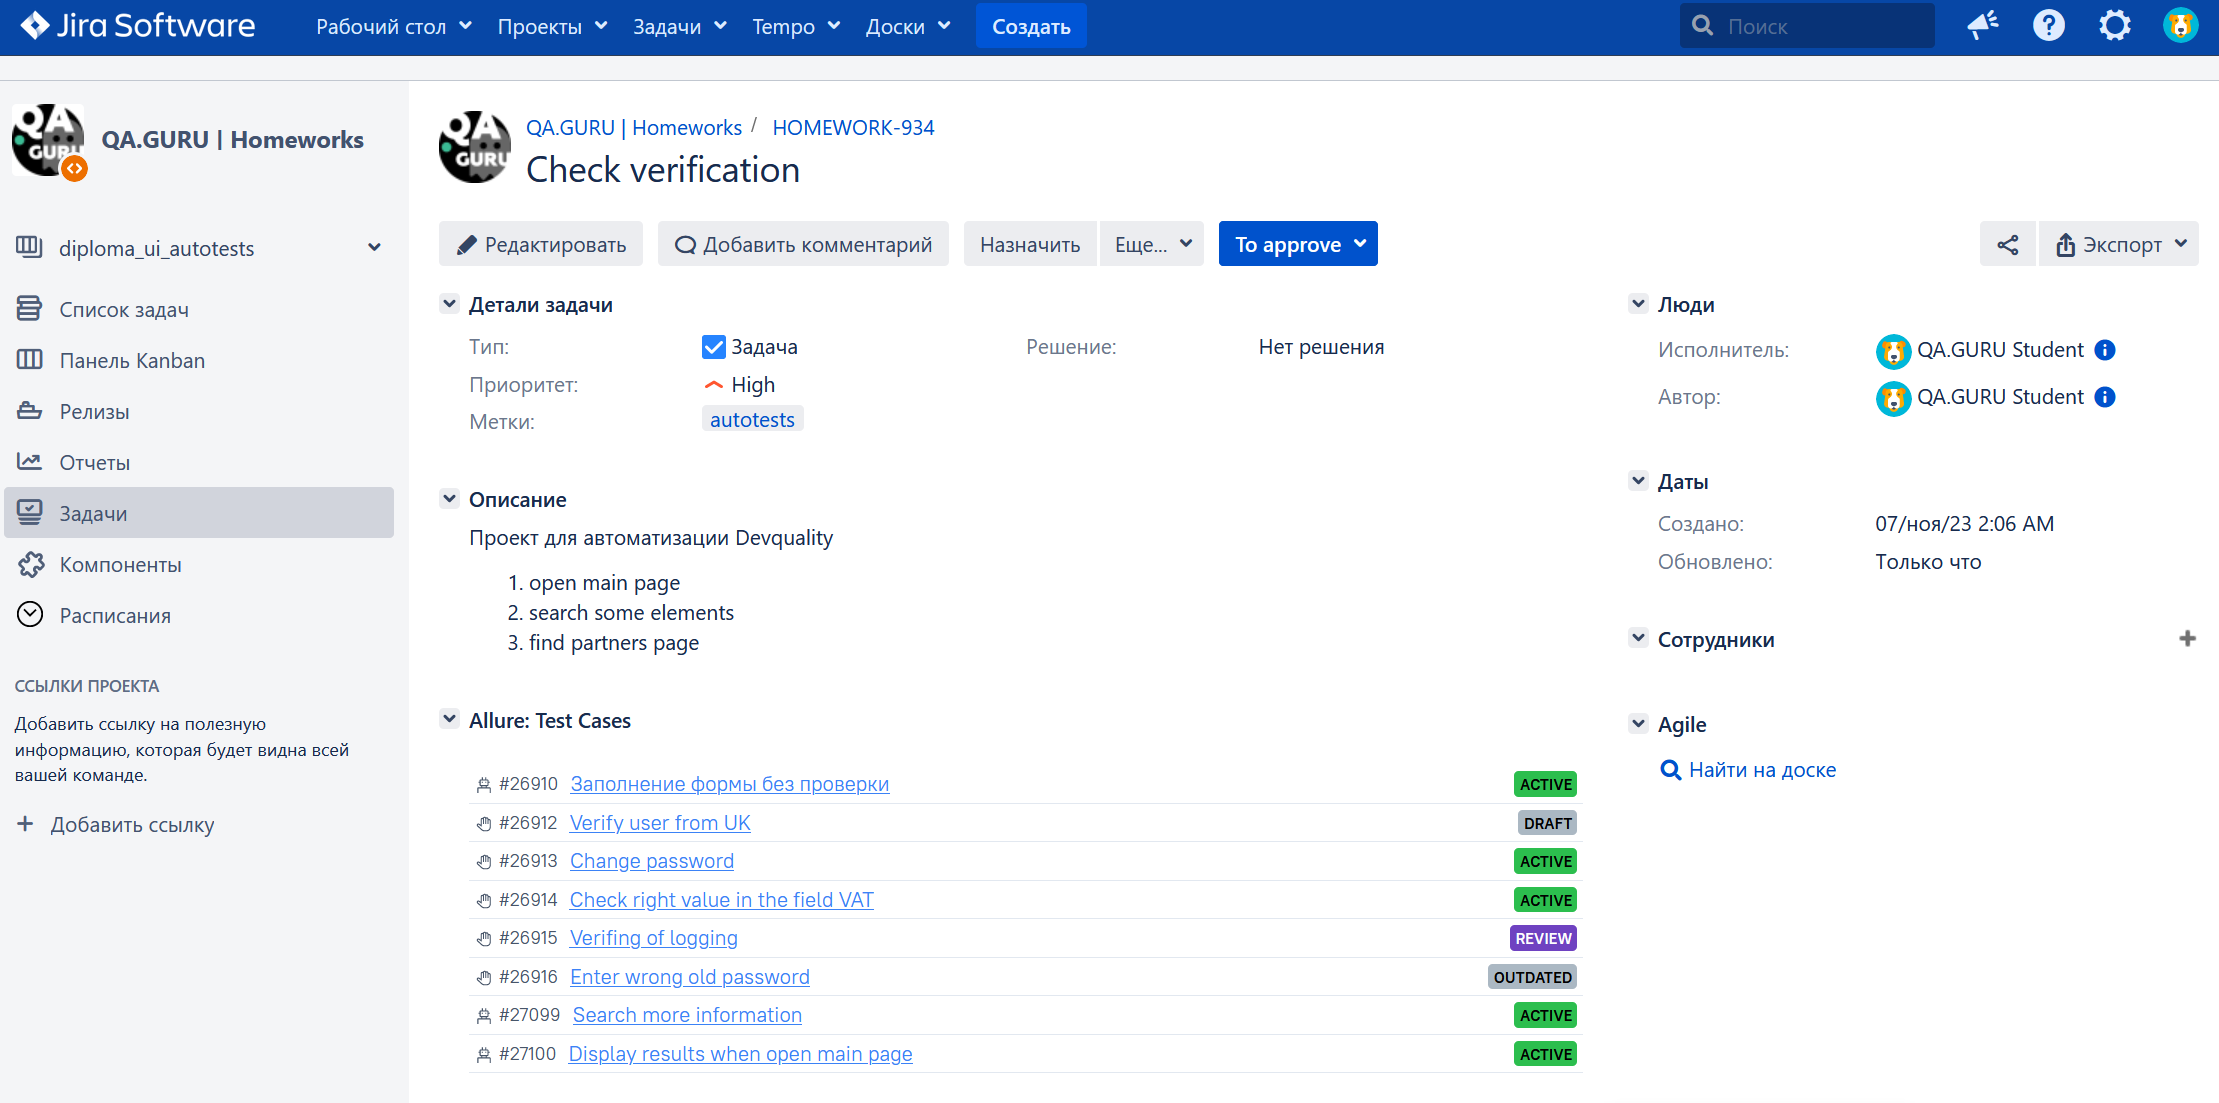 Jira Software Рабочий стол Проекты Задачи Tempo Доски Создать Поиск
QA GURU
QA.GURU | Homeworks
diploma_ui_autotests
Список задач
Панель Kanban
Релизы
Отчеты
Задачи
Компоненты
Расписания
ССЫЛКИ ПРОЕКТА
Добавить ссылку на полезную
информацию, которая будет видна всей
вашей команде.
+ Добавить ссылку
QA GURU
QA.GURU | Homeworks / HOMEWORK-934
Check verification
Редактировать Добавить комментарий Назначить Еще... To approve Экспорт
Детали задачи
Тип: Задача Решение: Нет решения
Приоритет: High
Метки: autotests
Описание
Проект для автоматизации Devquality
1. open main page
2. search some elements
3. find partners page
Allure: Test Cases
#26910 Заполнение формы без проверки ACTIVE
#26912 Verify user from UK DRAFT
#26913 Change password ACTIVE
#26914 Check right value in the field VAT ACTIVE
#26915 Verifing of logging REVIEW
#26916 Enter wrong old password OUTDATED
#27099 Search more information ACTIVE
#27100 Display results when open main page ACTIVE
Люди
Исполнитель: QA.GURU Student
Автор: QA.GURU Student
Даты
Создано: 07/ноя/23 2:06 AM
Обновлено: Только что
Сотрудники
Agile
Найти на доске